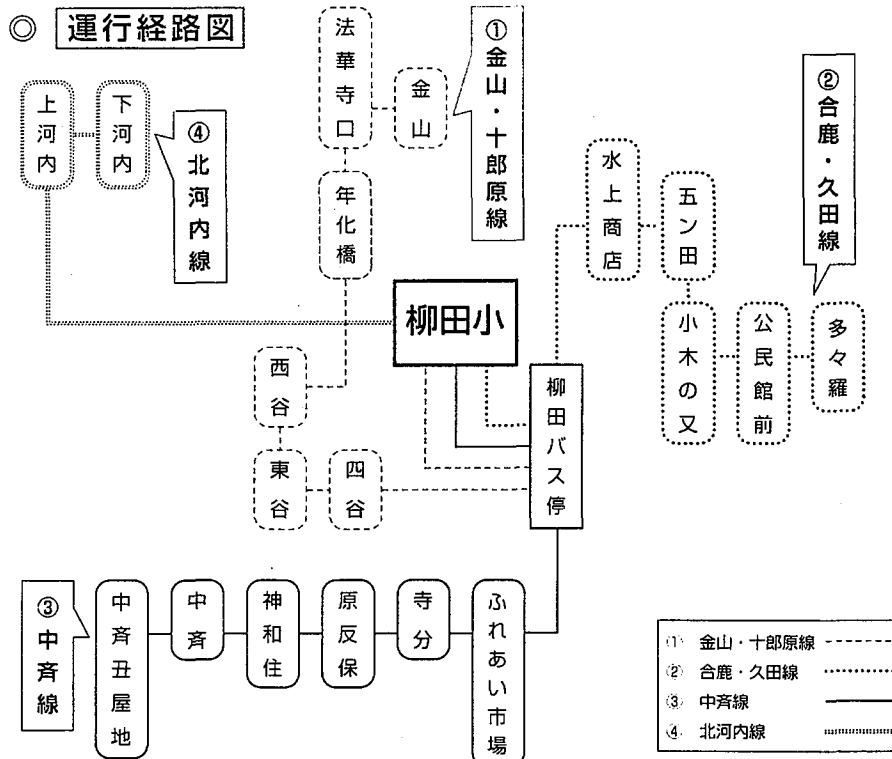 ◎ 運行経路図
上河内
下河内
④北河内線
法華寺口
金山
①金山・十郎原線
年化橋
水上商店
五ン田
②合鹿・久田線
小木の又
公民館前
多々羅
柳田小
西谷
東谷
四谷
柳田バス停
③中斉線
中斉丑屋地
中斉
神和住
原反保
寺分
ふれあい市場
① 金山・十郎原線
② 合鹿・久田線
③ 中斉線
④ 北河内線